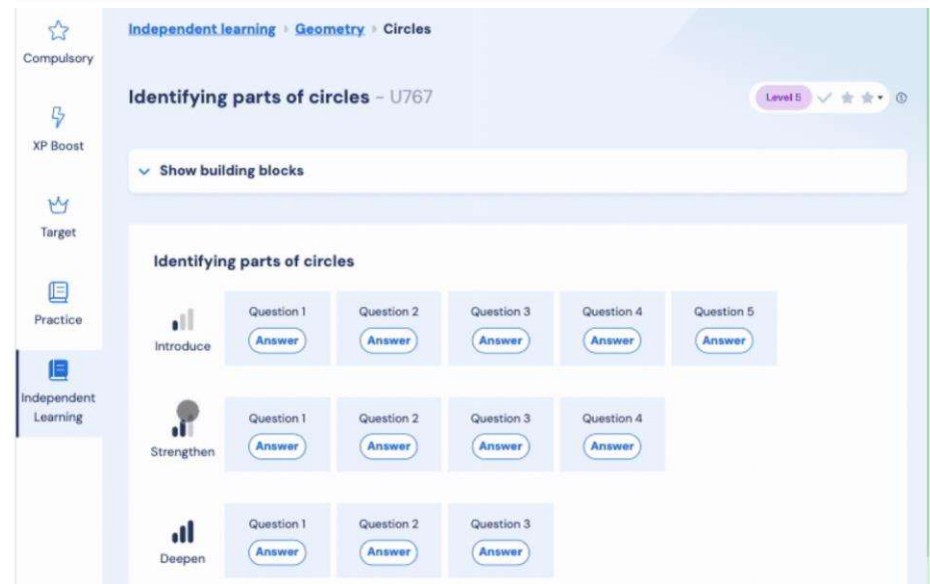 Compulsory
XP Boost
Target
Practice
Independent
Learning
Independent learning Geometry Circles
Identifying parts of circles - U767
Level 5
Show building blocks
Identifying parts of circles
Introduce
Question 1 Question 2 Question 3 Question 4 Question 5
Answer Answer Answer Answer Answer
Strengthen
Question 1 Question 2 Question 3 Question 4
Answer Answer Answer Answer
Deepen
Question 1 Question 2 Question 3
Answer Answer Answer